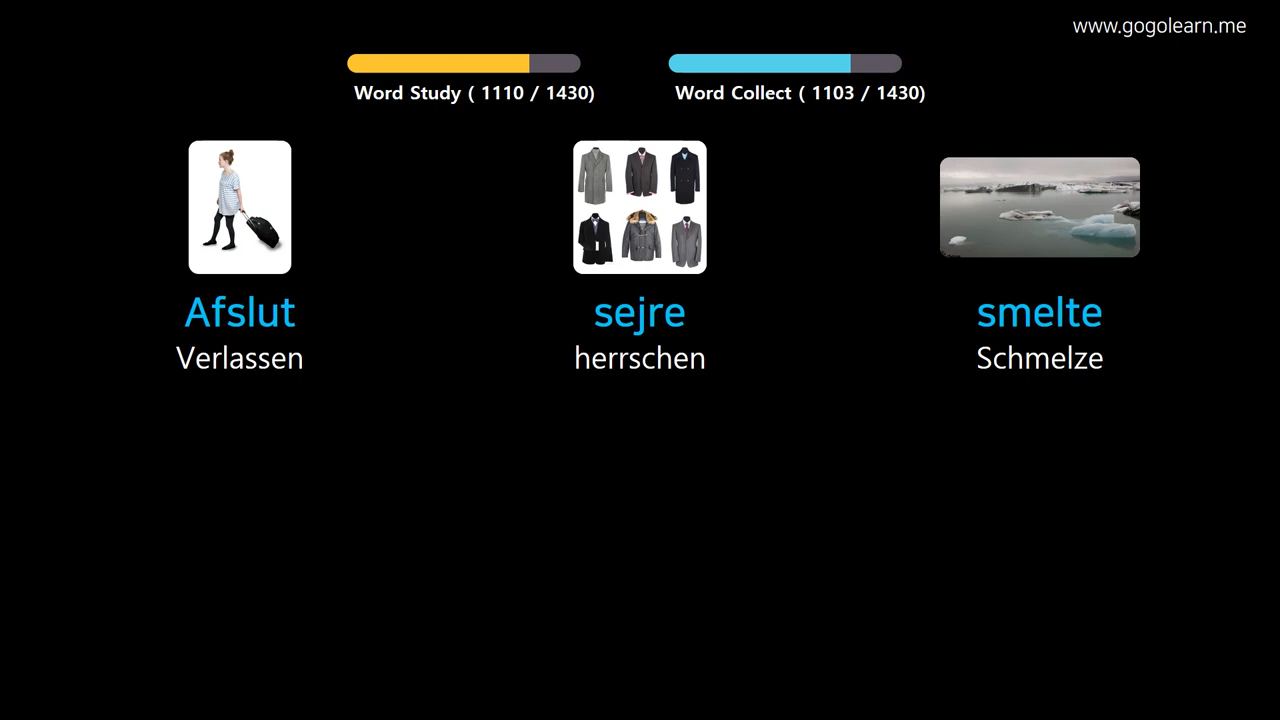 www.gogolearn.me
Word Study ( 1110 / 1430)
Word Collect ( 1103 / 1430)
Afslut
Verlassen
sejre
herrschen
smelte
Schmelze